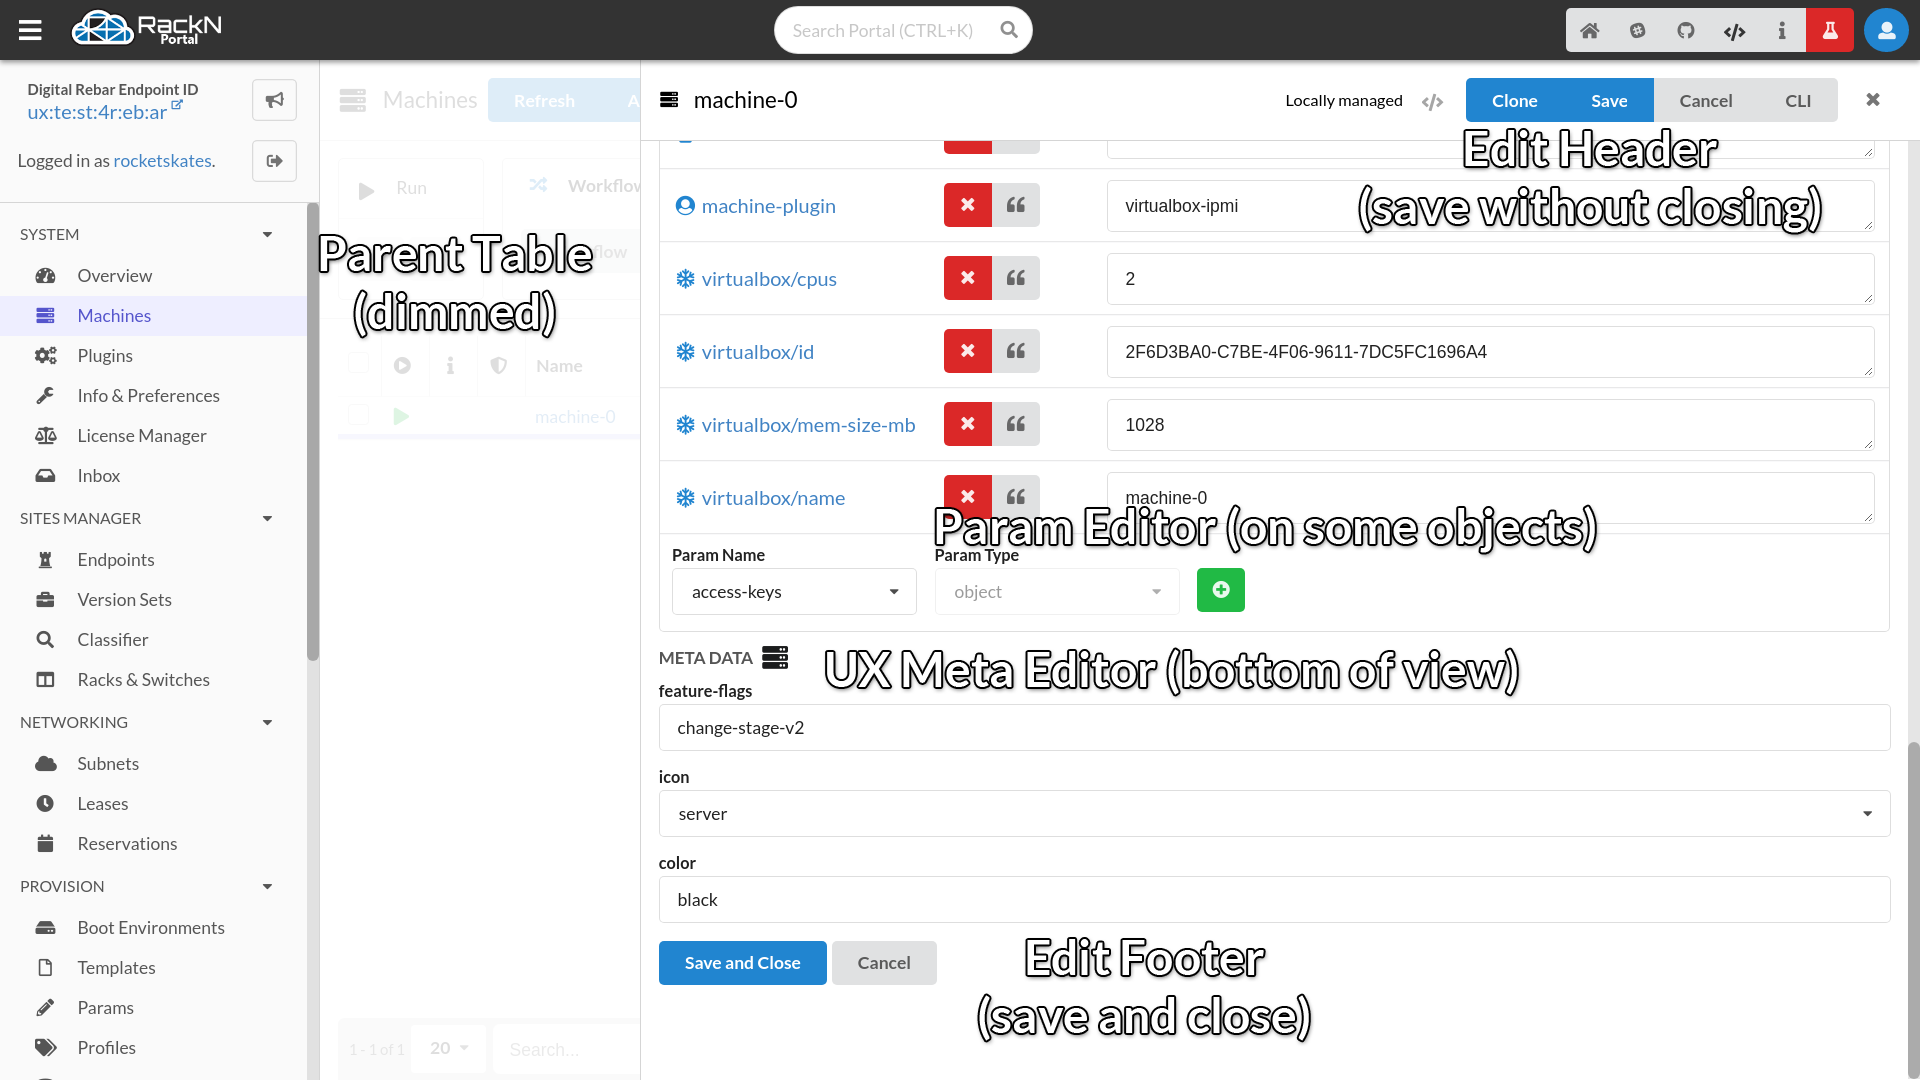 RackN
Portal
Search Portal (CTRL+K)
Digital Rebar Endpoint ID
ux:te:st:4r:eb:ar
Logged in as rocketskates.
SYSTEM
Overview
Machines
Plugins
Info & Preferences
License Manager
Inbox
SITES MANAGER
Endpoints
Version Sets
Classifier
Racks & Switches
NETWORKING
Subnets
Leases
Reservations
PROVISION
Boot Environments
Templates
Params
Profiles
Machines
Refresh
Run
Workflow
Parent Table
(dimmed)
Name
machine-0
1 - 1 of 1
20
Search...
machine-0
Locally managed
Clone
Save
Cancel
CLI
Edit Header
(save without closing)
machine-plugin
virtualbox-ipmi
virtualbox/cpus
2
virtualbox/id
2F6D3BA0-C7BE-4F06-9611-7DC5FC1696A4
virtualbox/mem-size-mb
1028
virtualbox/name
machine-0
Param Editor (on some objects)
Param Name
Param Type
access-keys
object
META DATA
UX Meta Editor (bottom of view)
feature-flags
change-stage-v2
icon
server
color
black
Save and Close
Cancel
Edit Footer
(save and close)